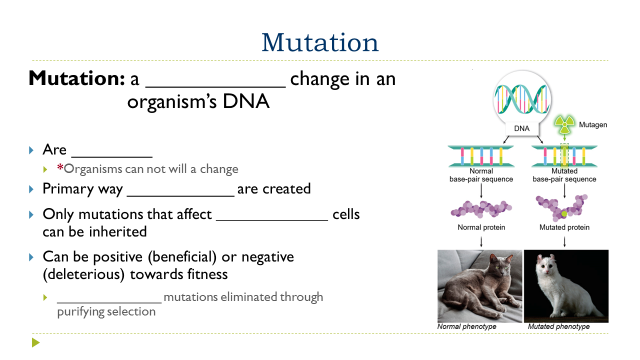 Mutation
Mutation: a _____________ change in an
organism's DNA
Are __________
*Organisms can not will a change
Primary way _____________ are created
Only mutations that affect ______________ cells
can be inherited
Can be positive (beneficial) or negative
(deleterious) towards fitness
_______________ mutations eliminated through
purifying selection
DNA
Mutagen
Normal
base-pair sequence
Mutated
base-pair sequence
Normal protein
Mutated protein
Normal phenotype
Mutated phenotype